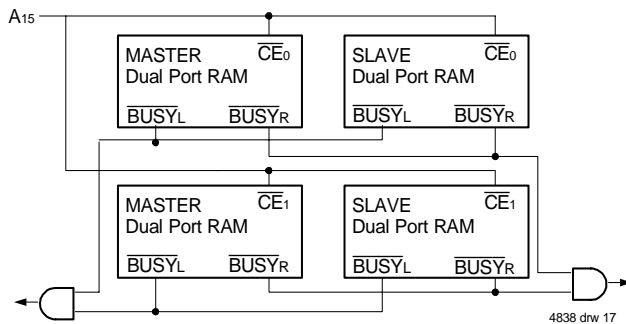 A15
MASTER CE0
Dual Port RAM
BUSYL BUSYR
SLAVE CE0
Dual Port RAM
BUSYL BUSYR
MASTER CE1
Dual Port RAM
BUSYL BUSYR
SLAVE CE1
Dual Port RAM
BUSYL BUSYR
4838 drw 17